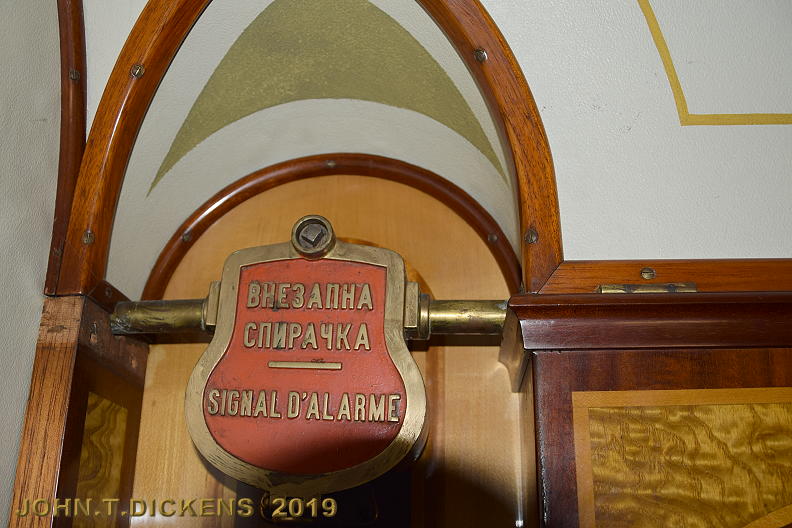 ВНЕЗАПНА
СПИРАЧКА
SIGNAL D'ALARME
JOHN.T.DICKENS 2019